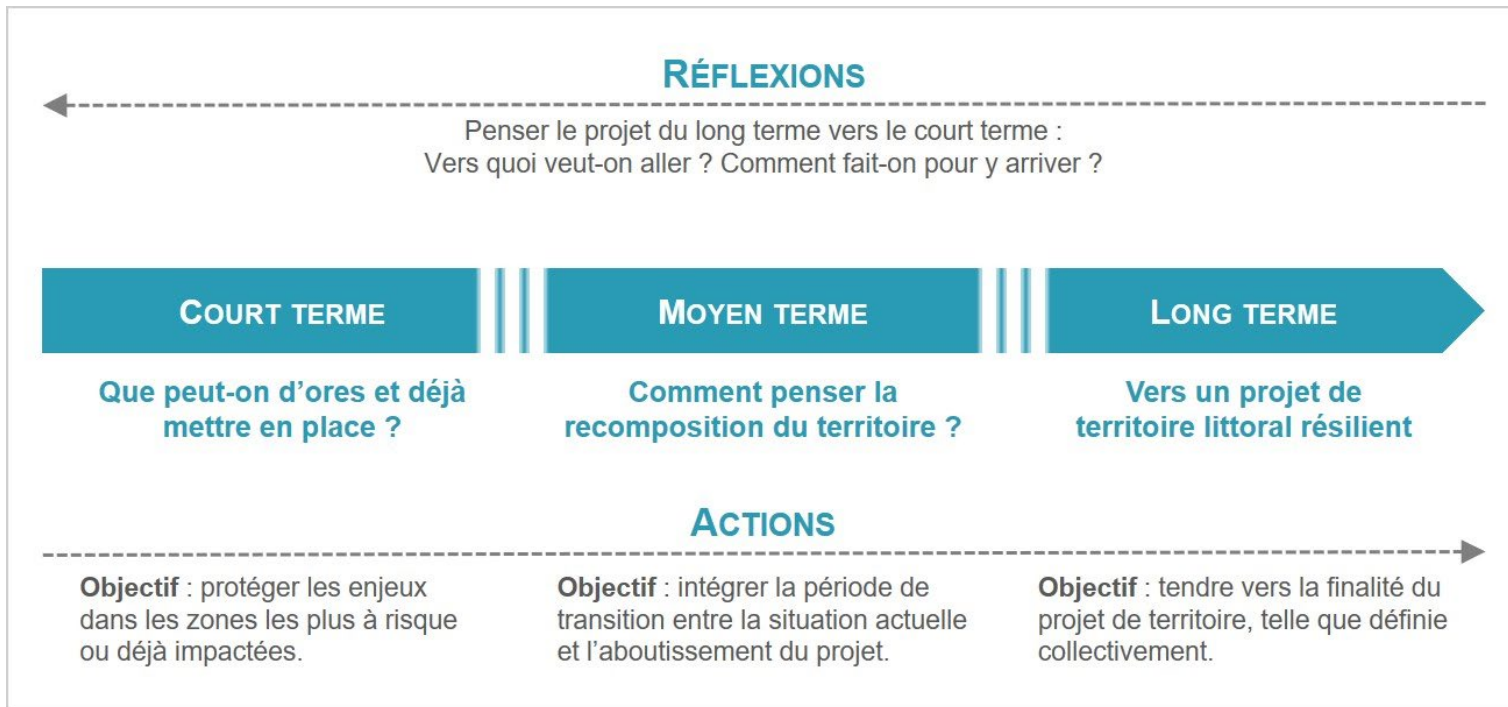 RÉFLEXIONS
Penser le projet du long terme vers le court terme :
Vers quoi veut-on aller ? Comment fait-on pour y arriver ?
COURT TERME
MOYEN TERME
LONG TERME
Que peut-on d’ores et déjà
mettre en place ?
Comment penser la
recomposition du territoire ?
Vers un projet de
territoire littoral résilient
ACTIONS
Objectif : protéger les enjeux
dans les zones les plus à risque
ou déjà impactées.
Objectif : intégrer la période de
transition entre la situation actuelle
et l’aboutissement du projet.
Objectif : tendre vers la finalité du
projet de territoire, telle que définie
collectivement.